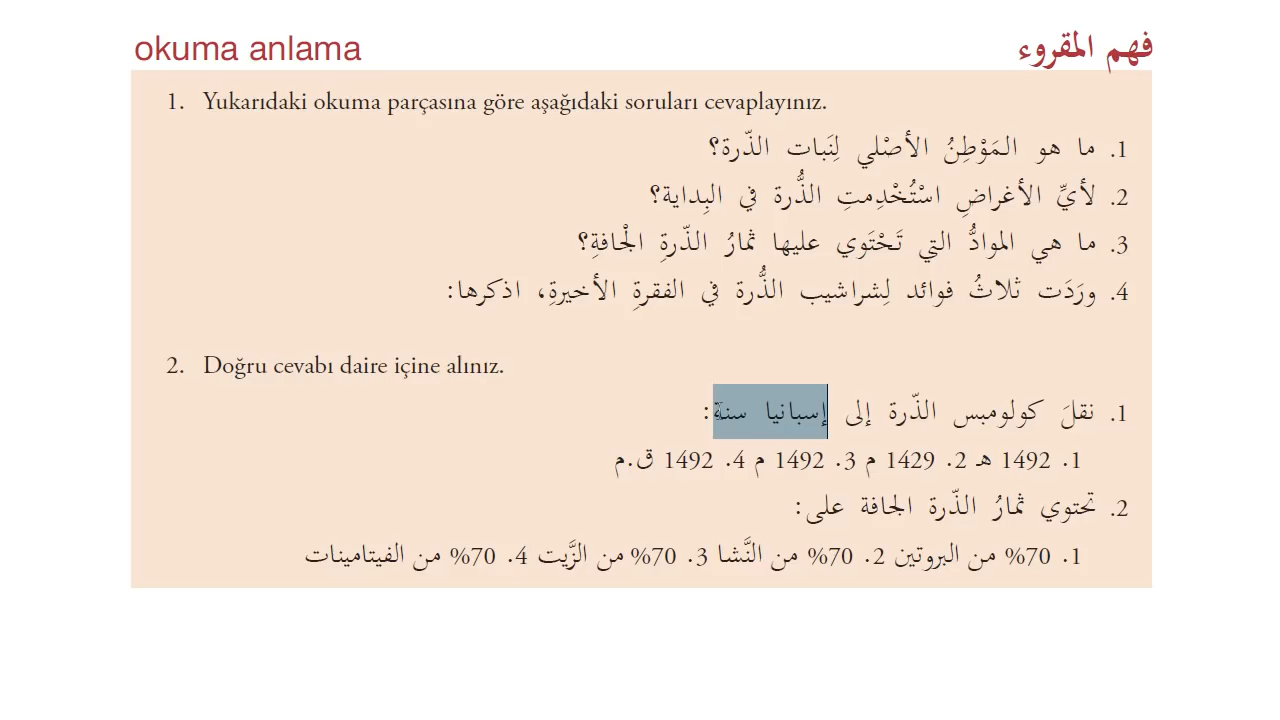 okuma anlama
فهم المقروء
1. Yukarıdaki okuma parçasına göre aşağıdaki soruları cevaplayınız.
1. ما هو المَوْطِنُ الأصْلي لِنَبات الذّرة؟
2. لأيِّ الأغراضِ اسْتُخْدِمتِ الذُّرة في البِداية؟
3. ما هي الموادُّ التي تَحْتَوي عليها ثمارُ الذّرةِ الْجافةِ؟
4. ورَدَت ثلاثُ فوائد لِشراشيب الذُّرة في الفقرةِ الأخيرةِ، اذكرها:
2. Doğru cevabı daire içine alınız.
1. نقلَ كولومبس الذّرة إلى إسبانيا سنة:
1. 1492 هـ 2. 1429 م 3. 1492 م 4. 1492 ق.م
2. تحتوي ثمارُ الذّرة الجافة على:
1. 70% من البروتين 2. 70% من النَّشا 3. 70% من الزَّيت 4. 70% من الفيتامينات